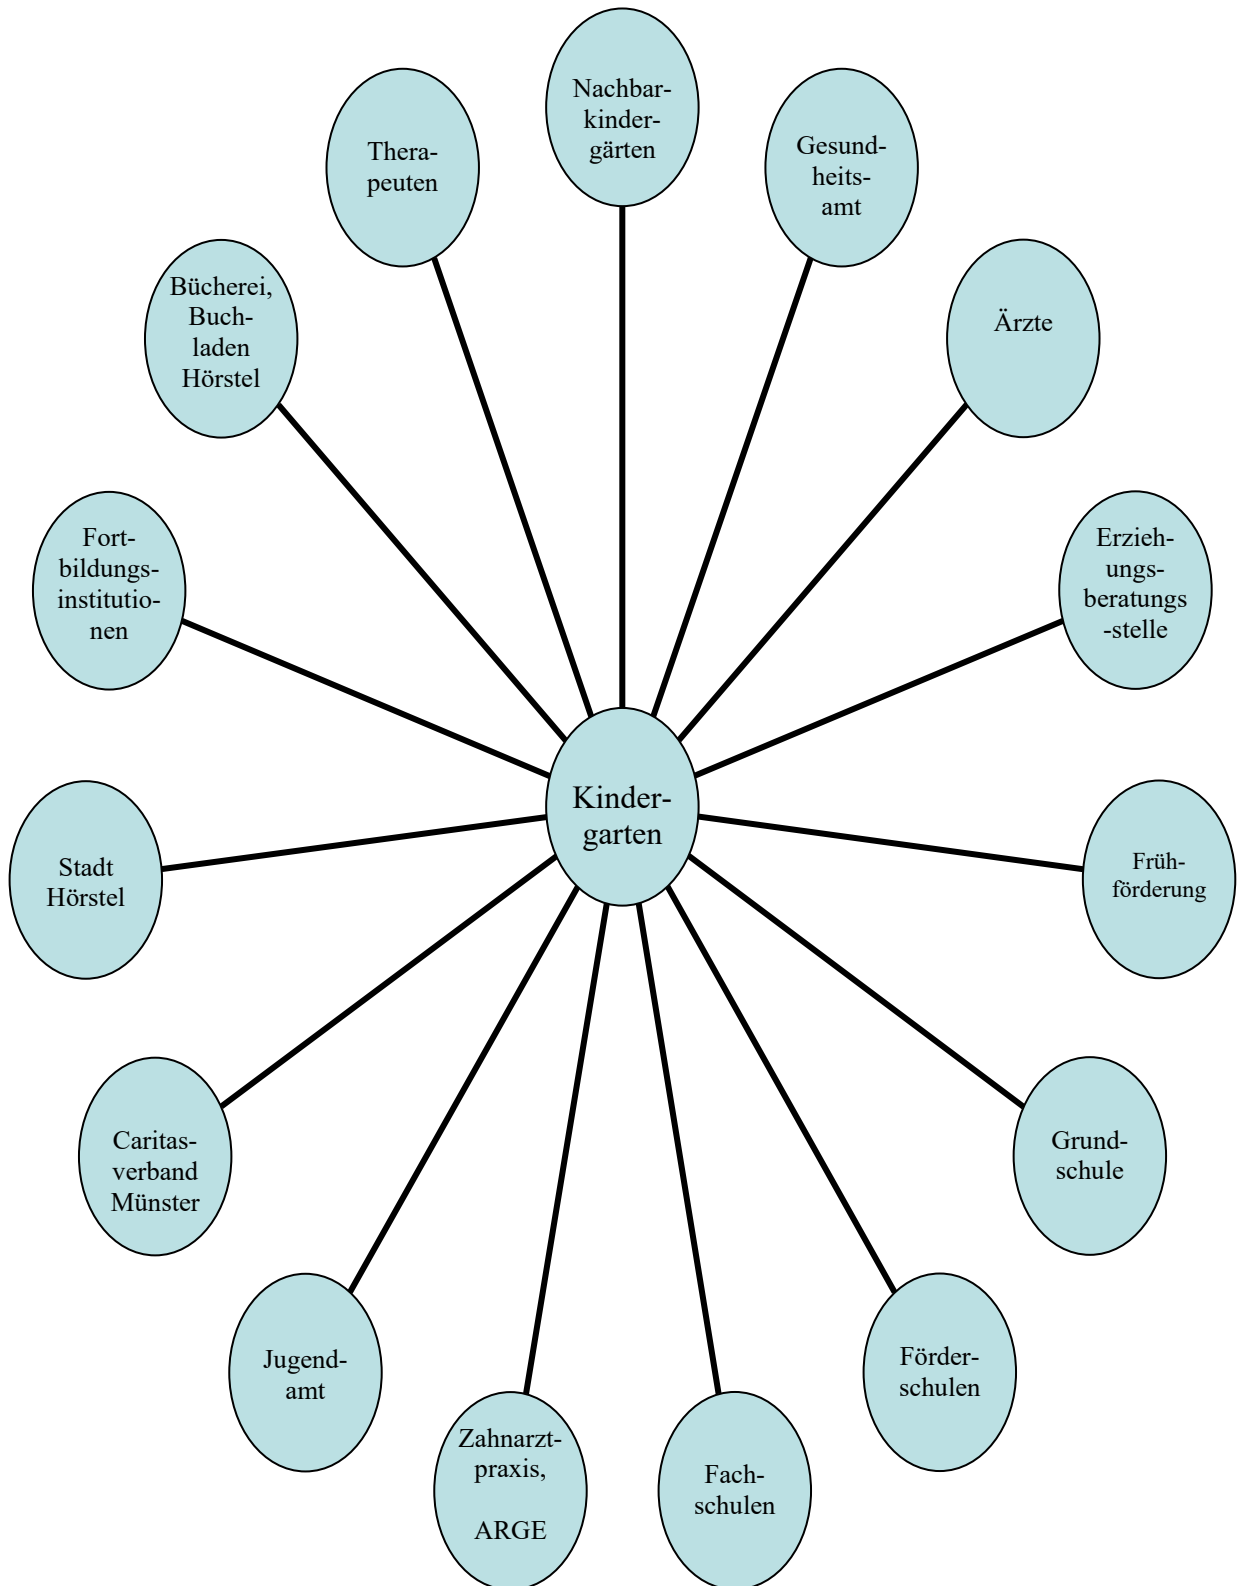 Nachbar-
kinder-
gärten
Gesund-
heits-
amt
Ärzte
Erzieh-
ungs-
beratungs
-stelle
Früh-
förderung
Grund-
schule
Förder-
schulen
Fach-
schulen
Zahnarzt-
praxis,
ARGE
Jugend-
amt
Caritas-
verband
Münster
Stadt
Hörstel
Fort-
bildungs-
institutio-
nen
Bücherei,
Buch-
laden
Hörstel
Thera-
peuten
Kinder-
garten